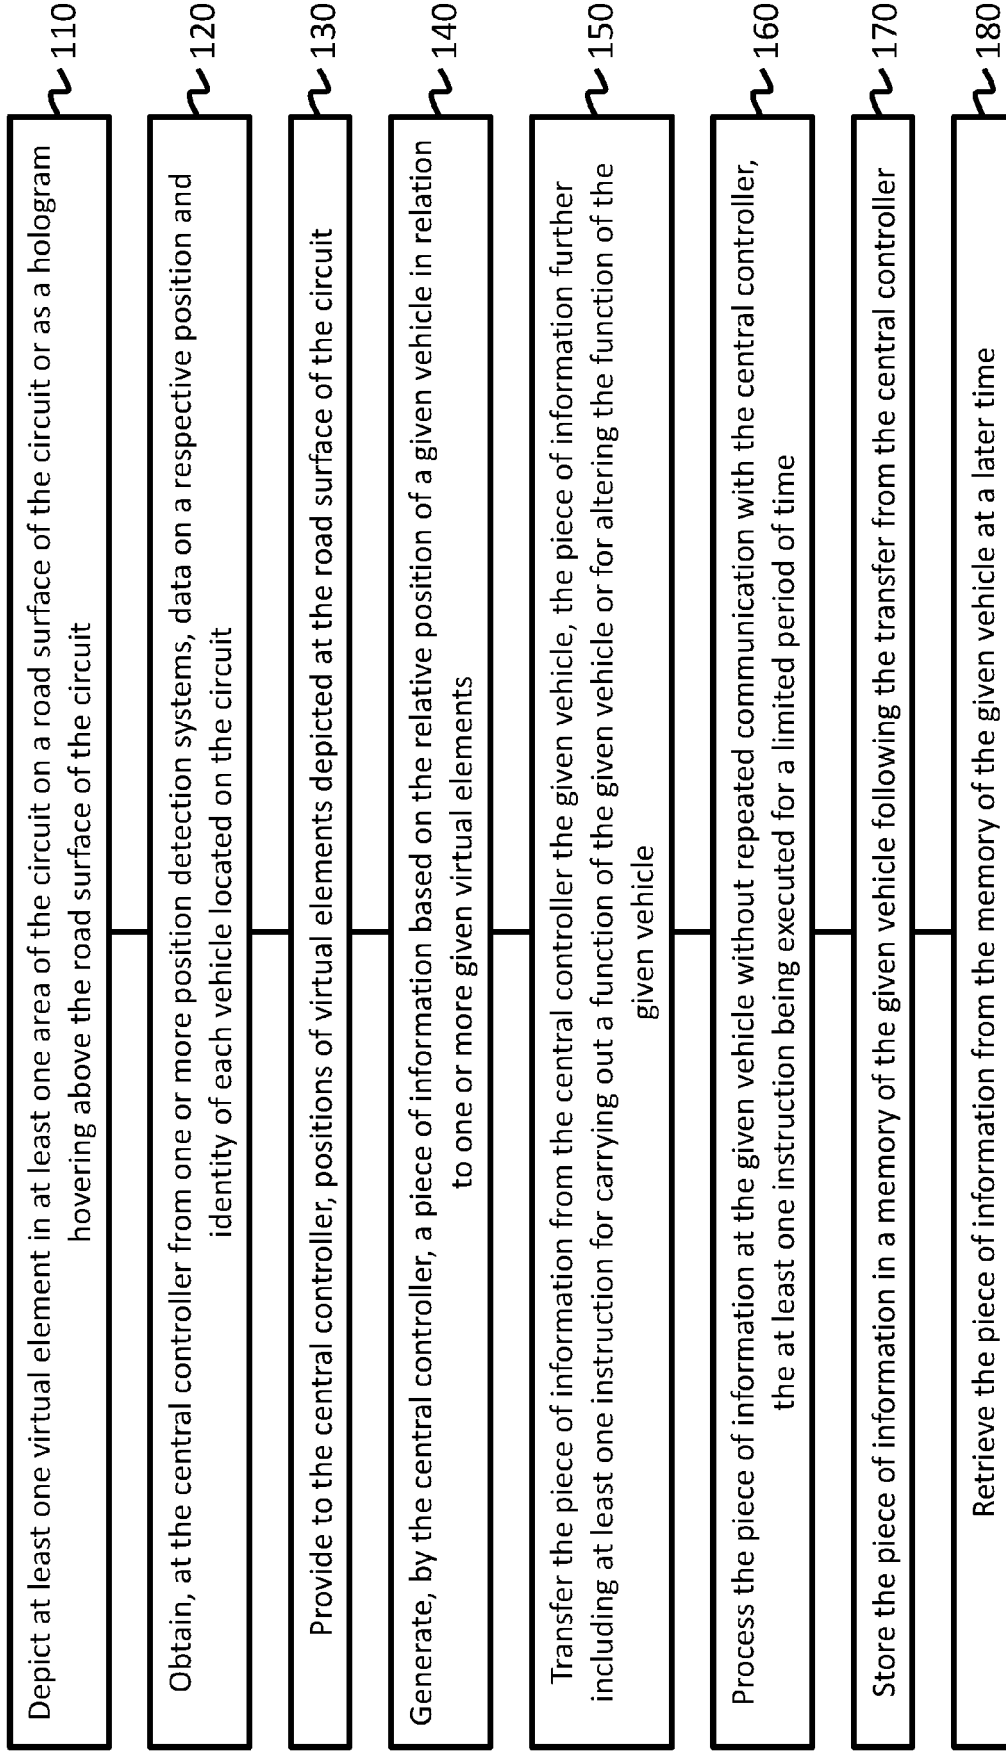 Depict at least one virtual element in at least one area of the circuit on a road surface of the circuit or as a hologram
hovering above the road surface of the circuit
110
Obtain, at the central controller from one or more position detection systems, data on a respective position and
identity of each vehicle located on the circuit
120
Provide to the central controller, positions of virtual elements depicted at the road surface of the circuit
130
Generate, by the central controller, a piece of information based on the relative position of a given vehicle in relation
to one or more given virtual elements
140
Transfer the piece of information from the central controller the given vehicle, the piece of information further
including at least one instruction for carrying out a function of the given vehicle or for altering the function of the
given vehicle
150
Process the piece of information at the given vehicle without repeated communication with the central controller,
the at least one instruction being executed for a limited period of time
160
Store the piece of information in a memory of the given vehicle following the transfer from the central controller
170
Retrieve the piece of information from the memory of the given vehicle at a later time
180